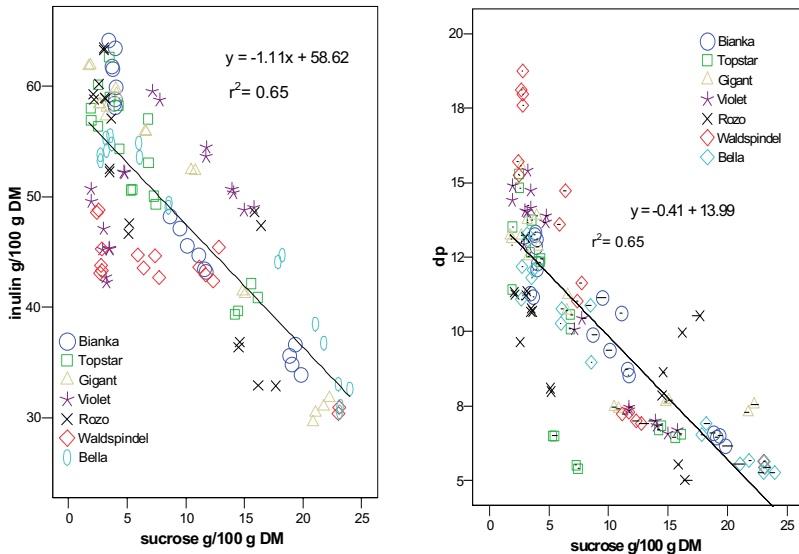 60
50
40
30
inulin g/100 g DM
y = -1.11x + 58.62
r² = 0.65
Bianka
Topstar
Gigant
Violet
Rozo
Waldspindel
Bella
0 5 10 15 20 25
sucrose g/100 g DM
20
18
15
12
10
8
5
dp
Bianka
Topstar
Gigant
Violet
Rozo
Waldspindel
Bella
y=-0.41 + 13.99
r² = 0.65
0 5 10 15 20 25
sucrose g/100 g DM